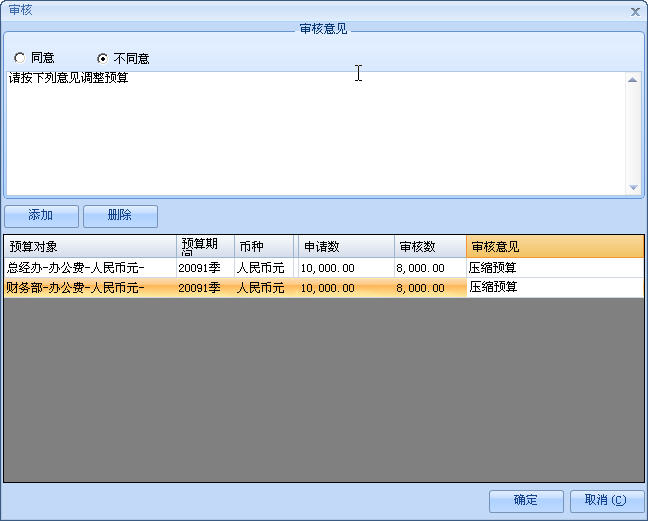 审核
审核意见
同意 不同意
请按下列意见调整预算
添加 删除
预算对象 预算期间 币种 申请数 审核数 审核意见
总经办-办公费-人民币元- 20091季 人民币元 10,000.00 8,000.00 压缩预算
财务部-办公费-人民币元- 20091季 人民币元 10,000.00 8,000.00 压缩预算
确定 取消(C)